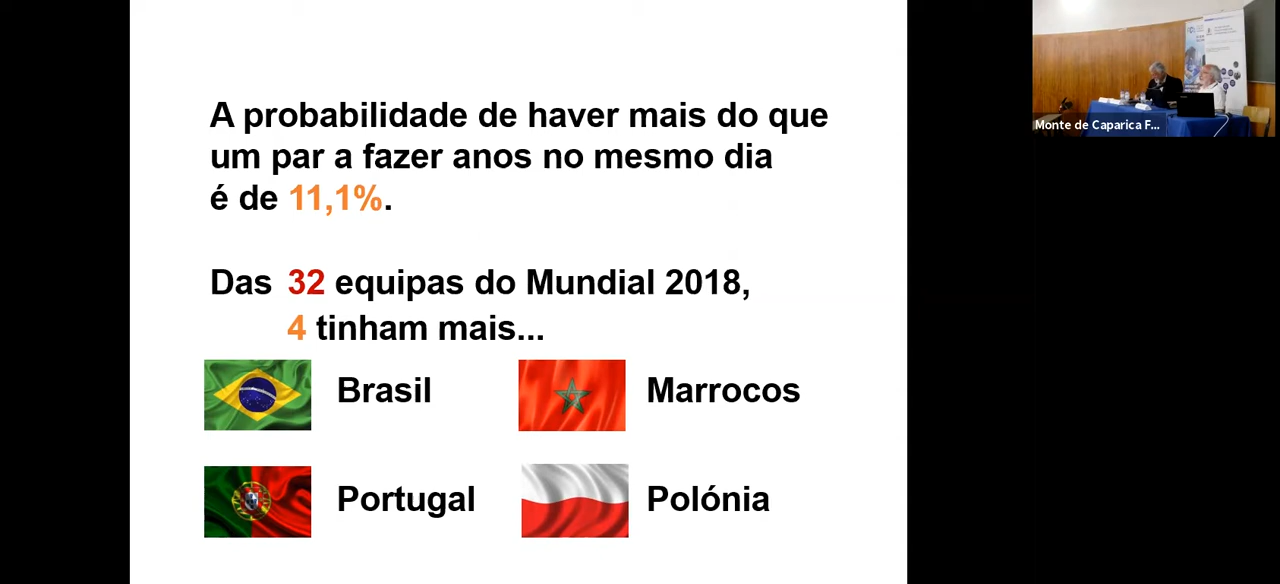 A probabilidade de haver mais do que
um par a fazer anos no mesmo dia
é de 11,1%.
Das 32 equipas do Mundial 2018,
4 tinham mais...
Brasil
Marrocos
Portugal
Polónia
Monte de Caparica F...